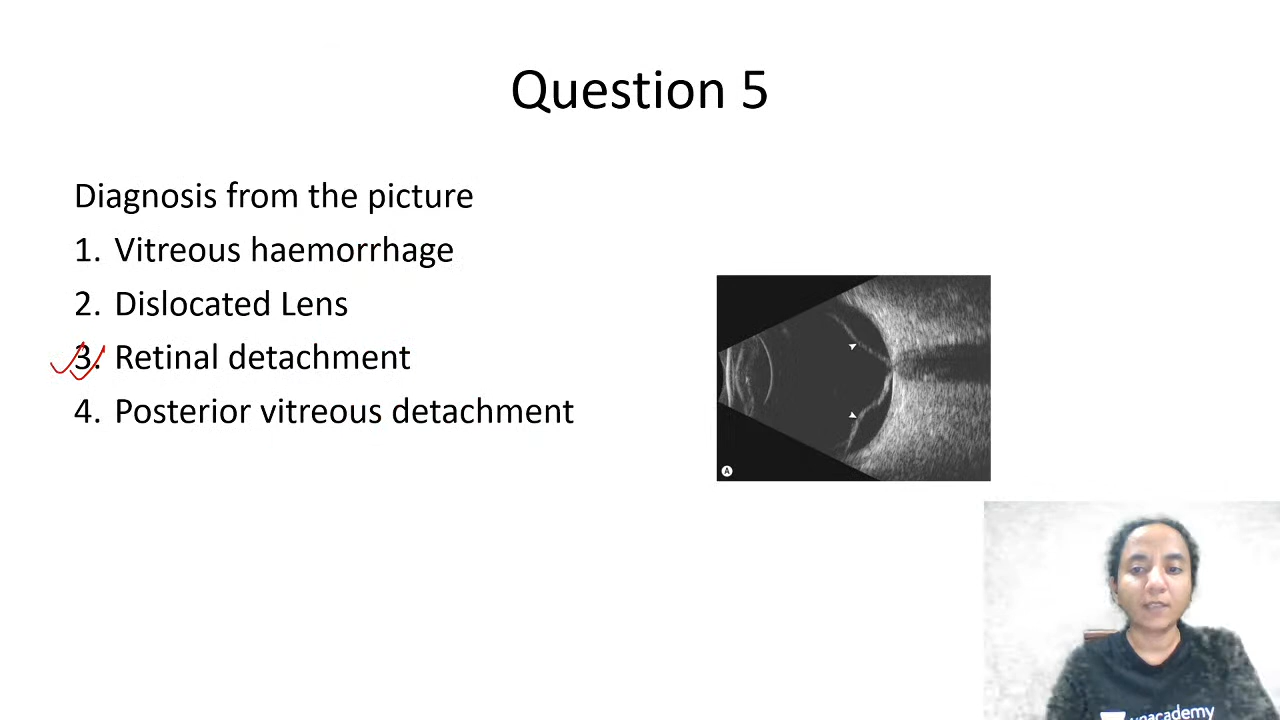 Question 5
Diagnosis from the picture
1. Vitreous haemorrhage
2. Dislocated Lens
3. Retinal detachment
4. Posterior vitreous detachment
A
unacademy